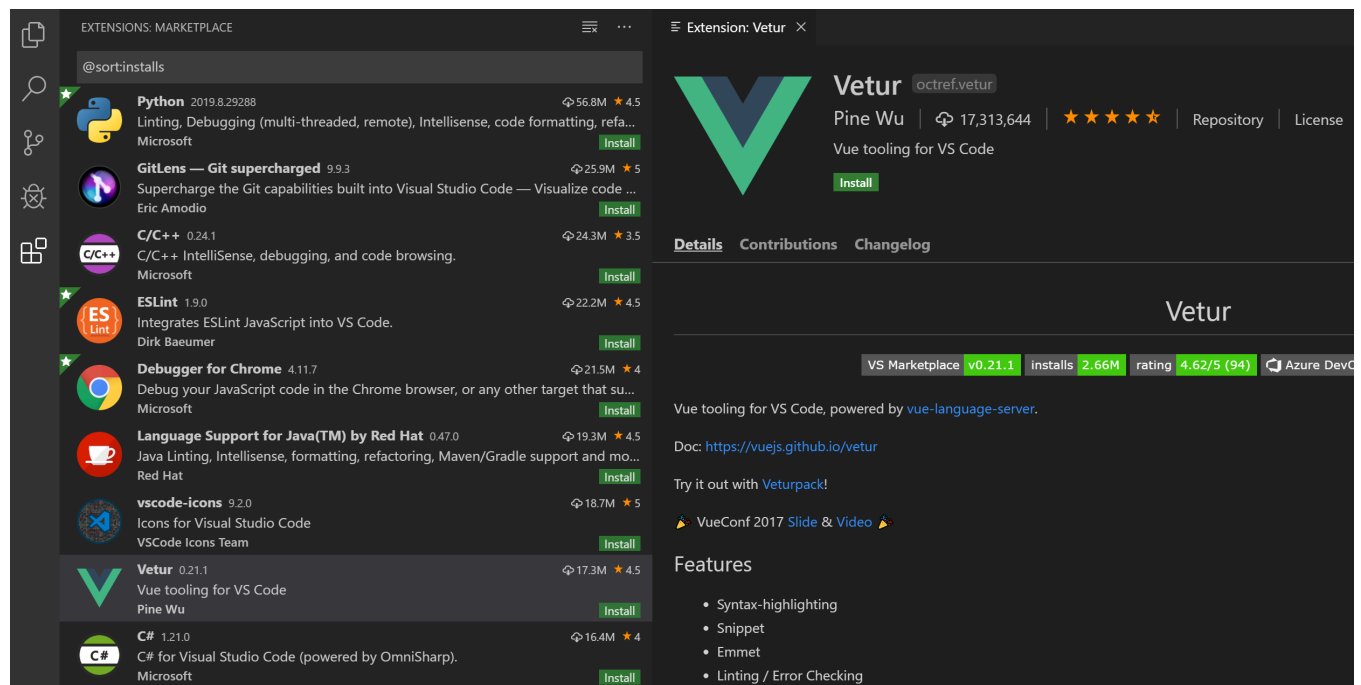 EXTENSIONS: MARKETPLACE
@sort:installs
Python 2019.8.29288 56.8M ★ 4.5
Linting, Debugging (multi-threaded, remote), Intellisense, code formatting, refa...
Microsoft Install
GitLens — Git supercharged 9.9.3 25.9M ★ 5
Supercharge the Git capabilities built into Visual Studio Code — Visualize code ...
Eric Amodio Install
C/C++
C/C++ 0.24.1 24.3M ★ 3.5
C/C++ IntelliSense, debugging, and code browsing.
Microsoft Install
ES
Lint
ESLint 1.9.0 22.2M ★ 4.5
Integrates ESLint JavaScript into VS Code.
Dirk Baeumer Install
Debugger for Chrome 4.11.7 21.5M ★ 4
Debug your JavaScript code in the Chrome browser, or any other target that su...
Microsoft Install
Language Support for Java(TM) by Red Hat 0.47.0 19.3M ★ 4.5
Java Linting, Intellisense, formatting, refactoring, Maven/Gradle support and mo...
Red Hat Install
vscode-icons 9.2.0 18.7M ★ 5
Icons for Visual Studio Code
VSCode Icons Team Install
Vetur 0.21.1 17.3M ★ 4.5
Vue tooling for VS Code
Pine Wu Install
C#
C# 1.21.0 16.4M ★ 4
C# for Visual Studio Code (powered by OmniSharp).
Microsoft Install
Extension: Vetur
Vetur octref.vetur
Pine Wu | 17,313,644 | Repository | License
Vue tooling for VS Code
Install
Details Contributions Changelog
Vetur
VS Marketplace v0.21.1 installs 2.66M rating 4.62/5 (94) Azure DevO
Vue tooling for VS Code, powered by vue-language-server.
Doc: https://vuejs.github.io/vetur
Try it out with Veturpack!
🎉 VueConf 2017 Slide & Video 🎉
Features
• Syntax-highlighting
• Snippet
• Emmet
• Linting / Error Checking